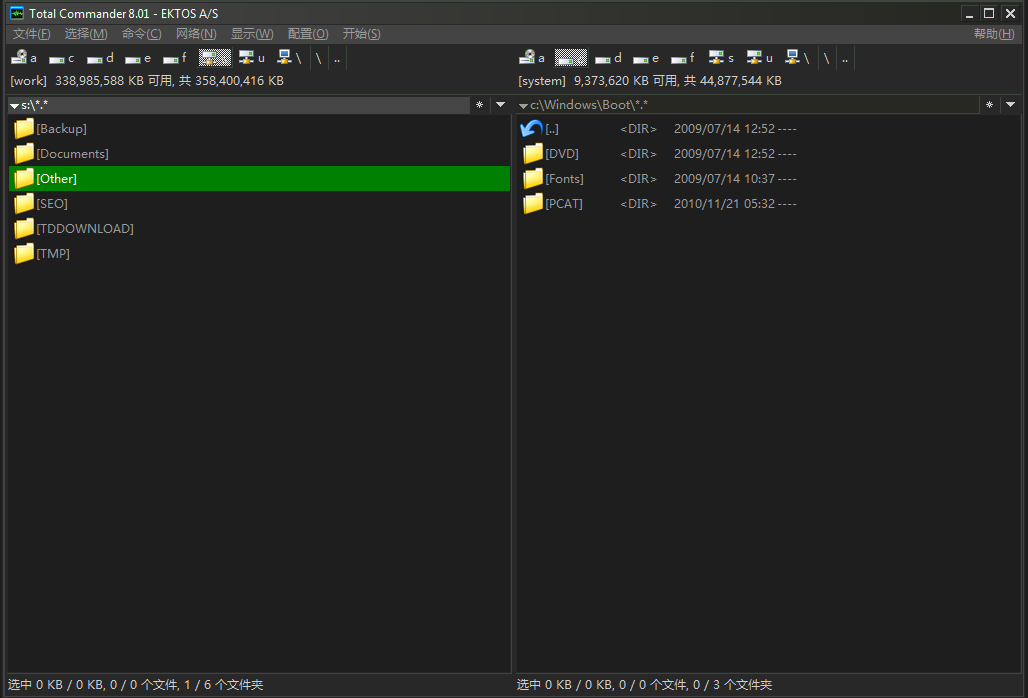 Total Commander 8.01 - EKTOS A/S
文件(F) 选择(M) 命令(C) 网络(N) 显示(W) 配置(O) 开始(S) 帮助(H)
a c d e f u \ \ .. a d e f s u \ \ ..
[work] 338,985,588 KB 可用, 共 358,400,416 KB [system] 9,373,620 KB 可用, 共 44,877,544 KB
s:\*.* * c:\Windows\Boot\*.* *
[Backup] [..] <DIR> 2009/07/14 12:52 ----
[Documents] [DVD] <DIR> 2009/07/14 12:52 ----
[Other] [Fonts] <DIR> 2009/07/14 10:37 ----
[SEO] [PCAT] <DIR> 2010/11/21 05:32 ----
[TDDOWNLOAD]
[TMP]
选中 0 KB / 0 KB, 0 / 0 个文件, 1 / 6 个文件夹 选中 0 KB / 0 KB, 0 / 0 个文件, 0 / 3 个文件夹